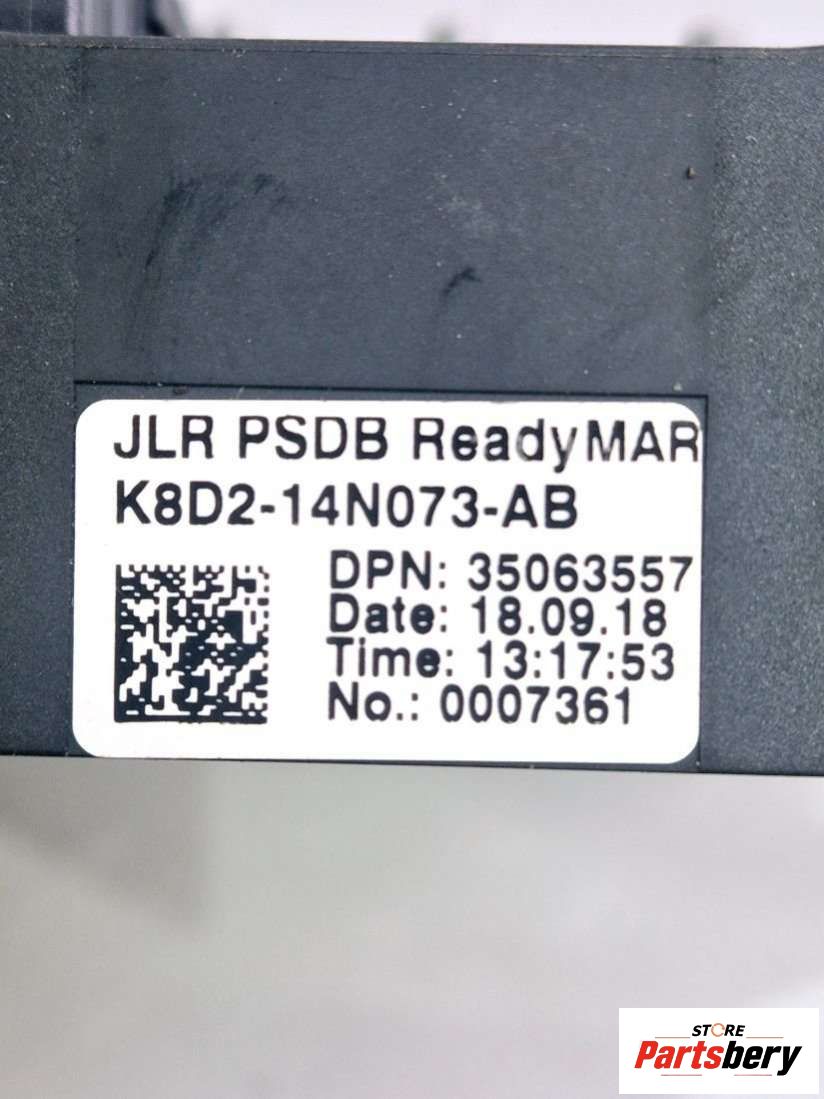 JLR PSDB ReadyMAR
K8D2-14N073-AB
DPN: 35063557
Date: 18.09.18
Time: 13:17:53
No.: 0007361
STORE
Partsbery